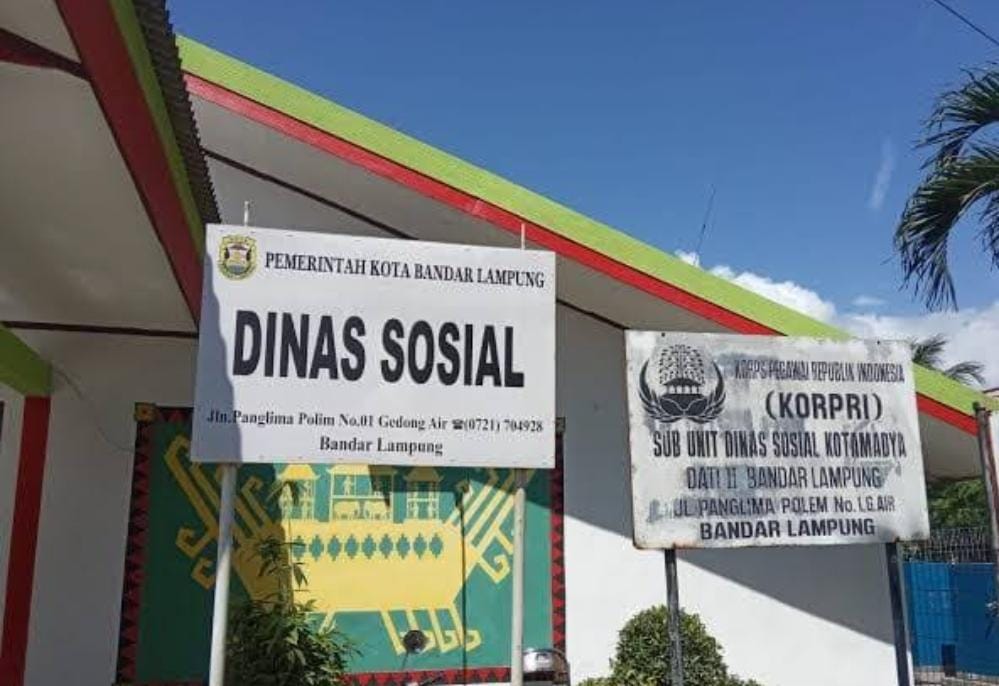 PEMERINTAH KOTA BANDAR LAMPUNG
DINAS SOSIAL
Jln.Panglima Polim No.01 Gedong Air ☎(0721) 704928
Bandar Lampung
KORPS PEGAWAI REPUBLIK INDONESIA
(KORPRI)
SUB UNIT DINAS SOSIAL KOTAMADYA
DATI II BANDAR LAMPUNG
JL PANGLIMA POLEM No.1.G.AIR
BANDAR LAMPUNG